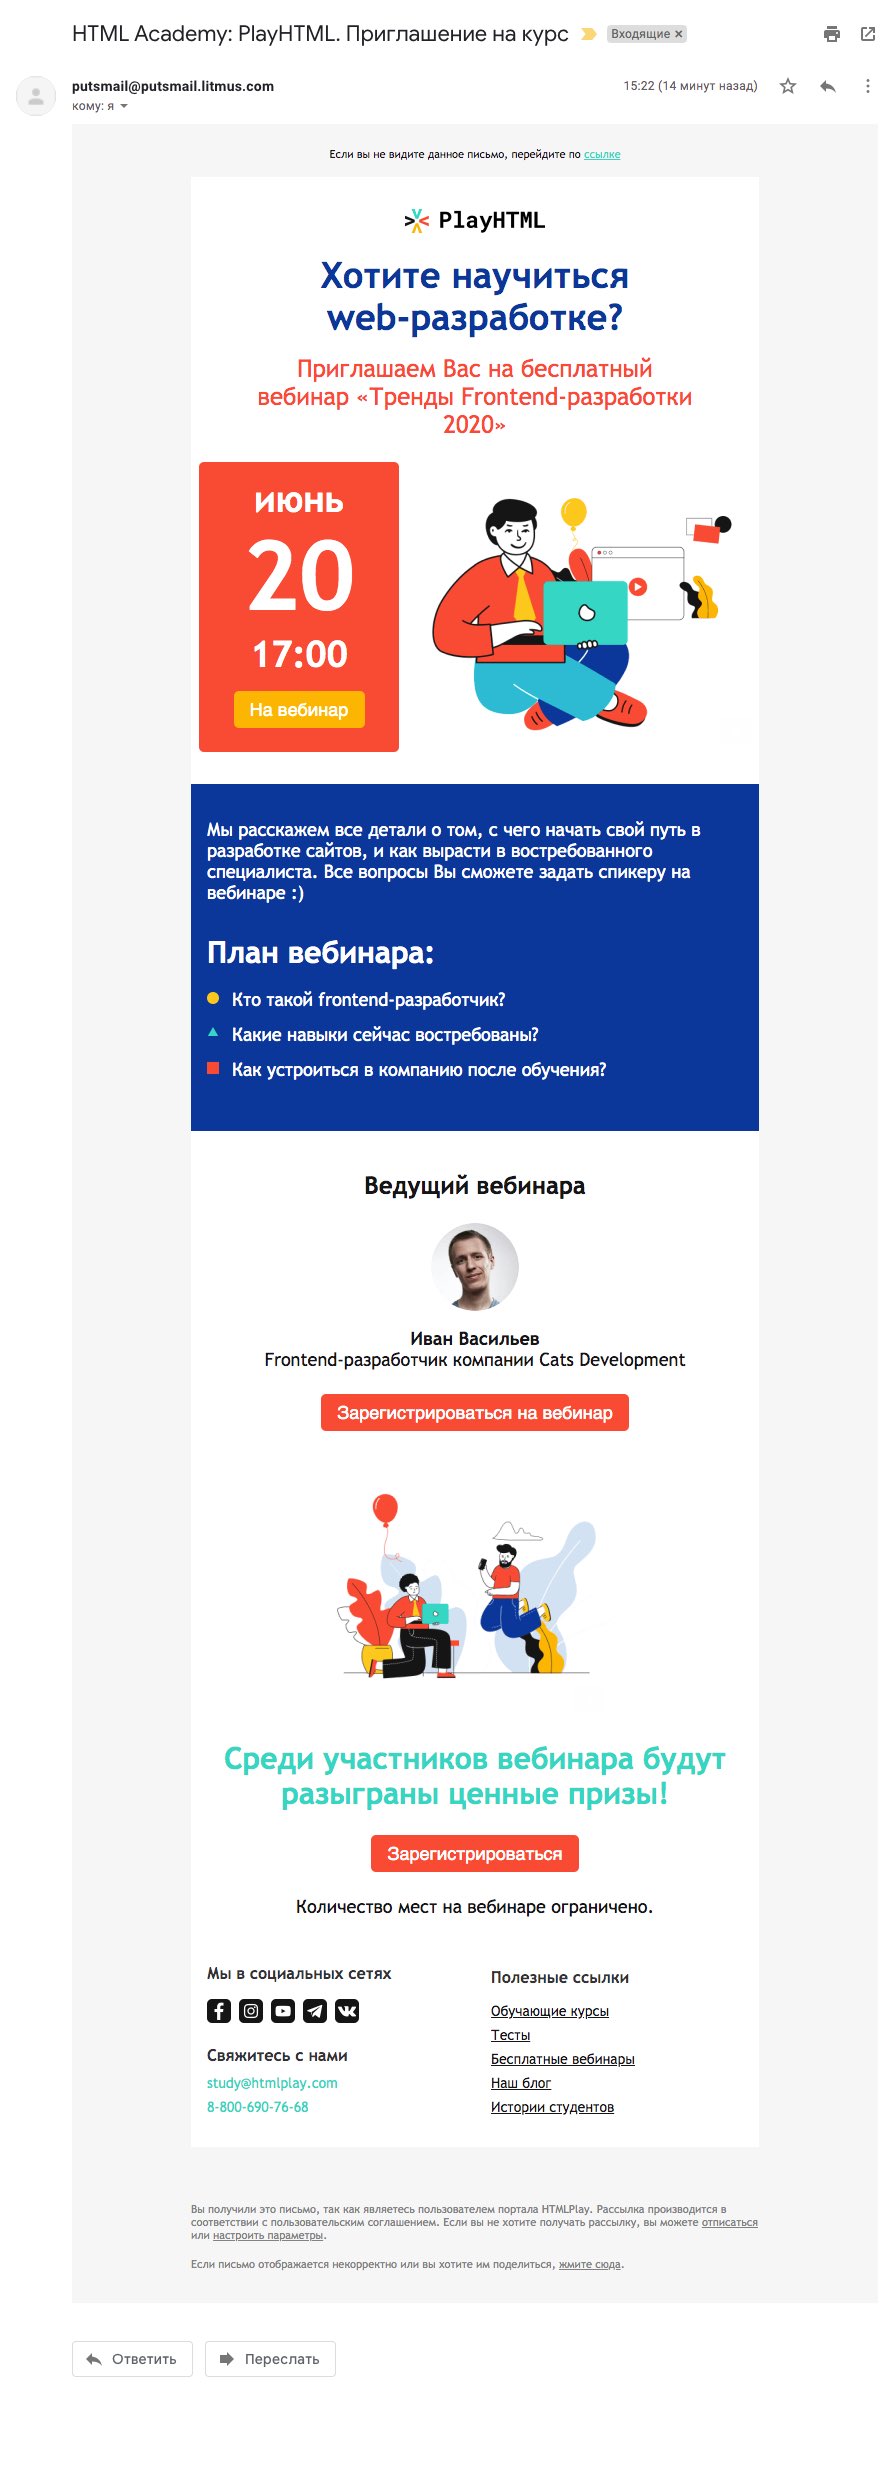 HTML Academy: PlayHTML. Приглашение на курс
Входящие ×
putsmail@putsmail.litmus.com
15:22 (14 минут назад)
кому: я
Если вы не видите данное письмо, перейдите по ссылке
PlayHTML
Хотите научиться
web-разработке?
Приглашаем Вас на бесплатный
вебинар «Тренды Frontend-разработки
2020»
июнь
20
17:00
На вебинар
Мы расскажем все детали о том, с чего начать свой путь в
разработке сайтов, и как вырасти в востребованного
специалиста. Все вопросы Вы сможете задать спикеру на
вебинаре :)
План вебинара:
Кто такой frontend-разработчик?
Какие навыки сейчас востребованы?
Как устроиться в компанию после обучения?
Ведущий вебинара
Иван Васильев
Frontend-разработчик компании Cats Development
Зарегистрироваться на вебинар
Среди участников вебинара будут
разыграны ценные призы!
Зарегистрироваться
Количество мест на вебинаре ограничено.
Мы в социальных сетях
Свяжитесь с нами
study@htmlplay.com
8-800-690-76-68
Полезные ссылки
Обучающие курсы
Тесты
Бесплатные вебинары
Наш блог
Истории студентов
Вы получили это письмо, так как являетесь пользователем портала HTMLPlay. Рассылка производится в
соответствии с пользовательским соглашением. Если вы не хотите получать рассылку, вы можете отписаться
или настроить параметры.
Если письмо отображается некорректно или вы хотите им поделиться, жмите сюда.
Ответить
Переслать